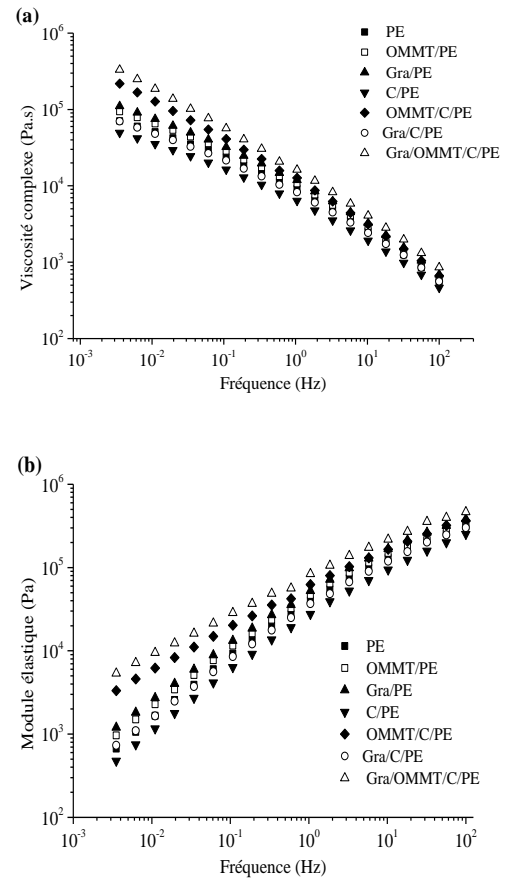 (a)
PE
OMMT/PE
Gra/PE
C/PE
OMMT/C/PE
Gra/C/PE
Gra/OMMT/C/PE
10^6
10^5
10^4
10^3
10^2
Viscosité complexe (Pa.s)
10^-3 10^-2 10^-1 10^0 10^1 10^2
Fréquence (Hz)
(b)
10^6
10^5
10^4
10^3
10^2
Module élastique (Pa)
PE
OMMT/PE
Gra/PE
C/PE
OMMT/C/PE
Gra/C/PE
Gra/OMMT/C/PE
10^-3 10^-2 10^-1 10^0 10^1 10^2
Fréquence (Hz)